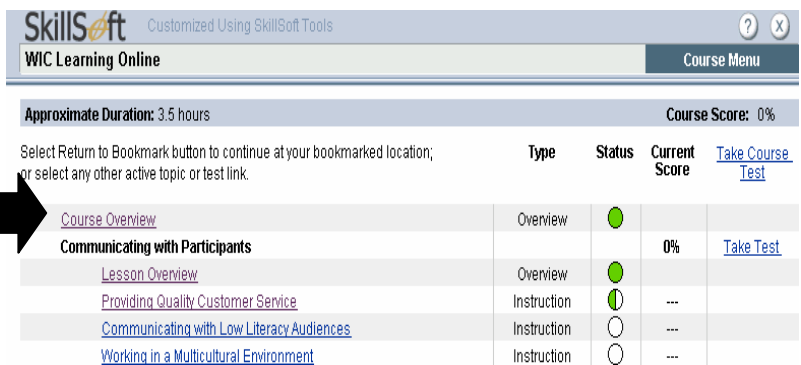 SkillSoft Customized Using SkillSoft Tools ? X
WIC Learning Online Course Menu
Approximate Duration: 3.5 hours Course Score: 0%
Select Return to Bookmark button to continue at your bookmarked location; Type Status Current Take Course
or select any other active topic or test link. Score Test
Course Overview Overview
Communicating with Participants 0% Take Test
Lesson Overview Overview
Providing Quality Customer Service Instruction ---
Communicating with Low Literacy Audiences Instruction ---
Working in a Multicultural Environment Instruction ---